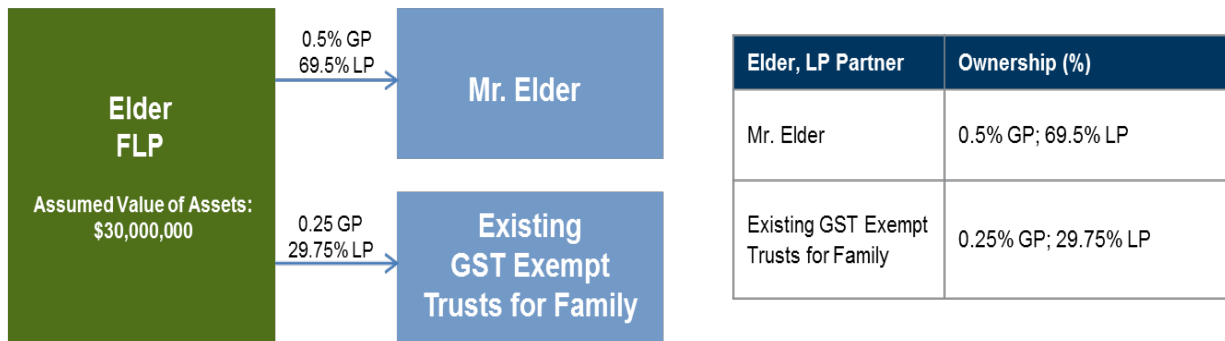 Elder
FLP
Assumed Value of Assets:
$30,000,000
0.5% GP
69.5% LP
Mr. Elder
0.25 GP
29.75% LP
Existing
GST Exempt
Trusts for Family
Elder, LP Partner
Ownership (%)
Mr. Elder
0.5% GP; 69.5% LP
Existing GST Exempt
Trusts for Family
0.25% GP; 29.75% LP